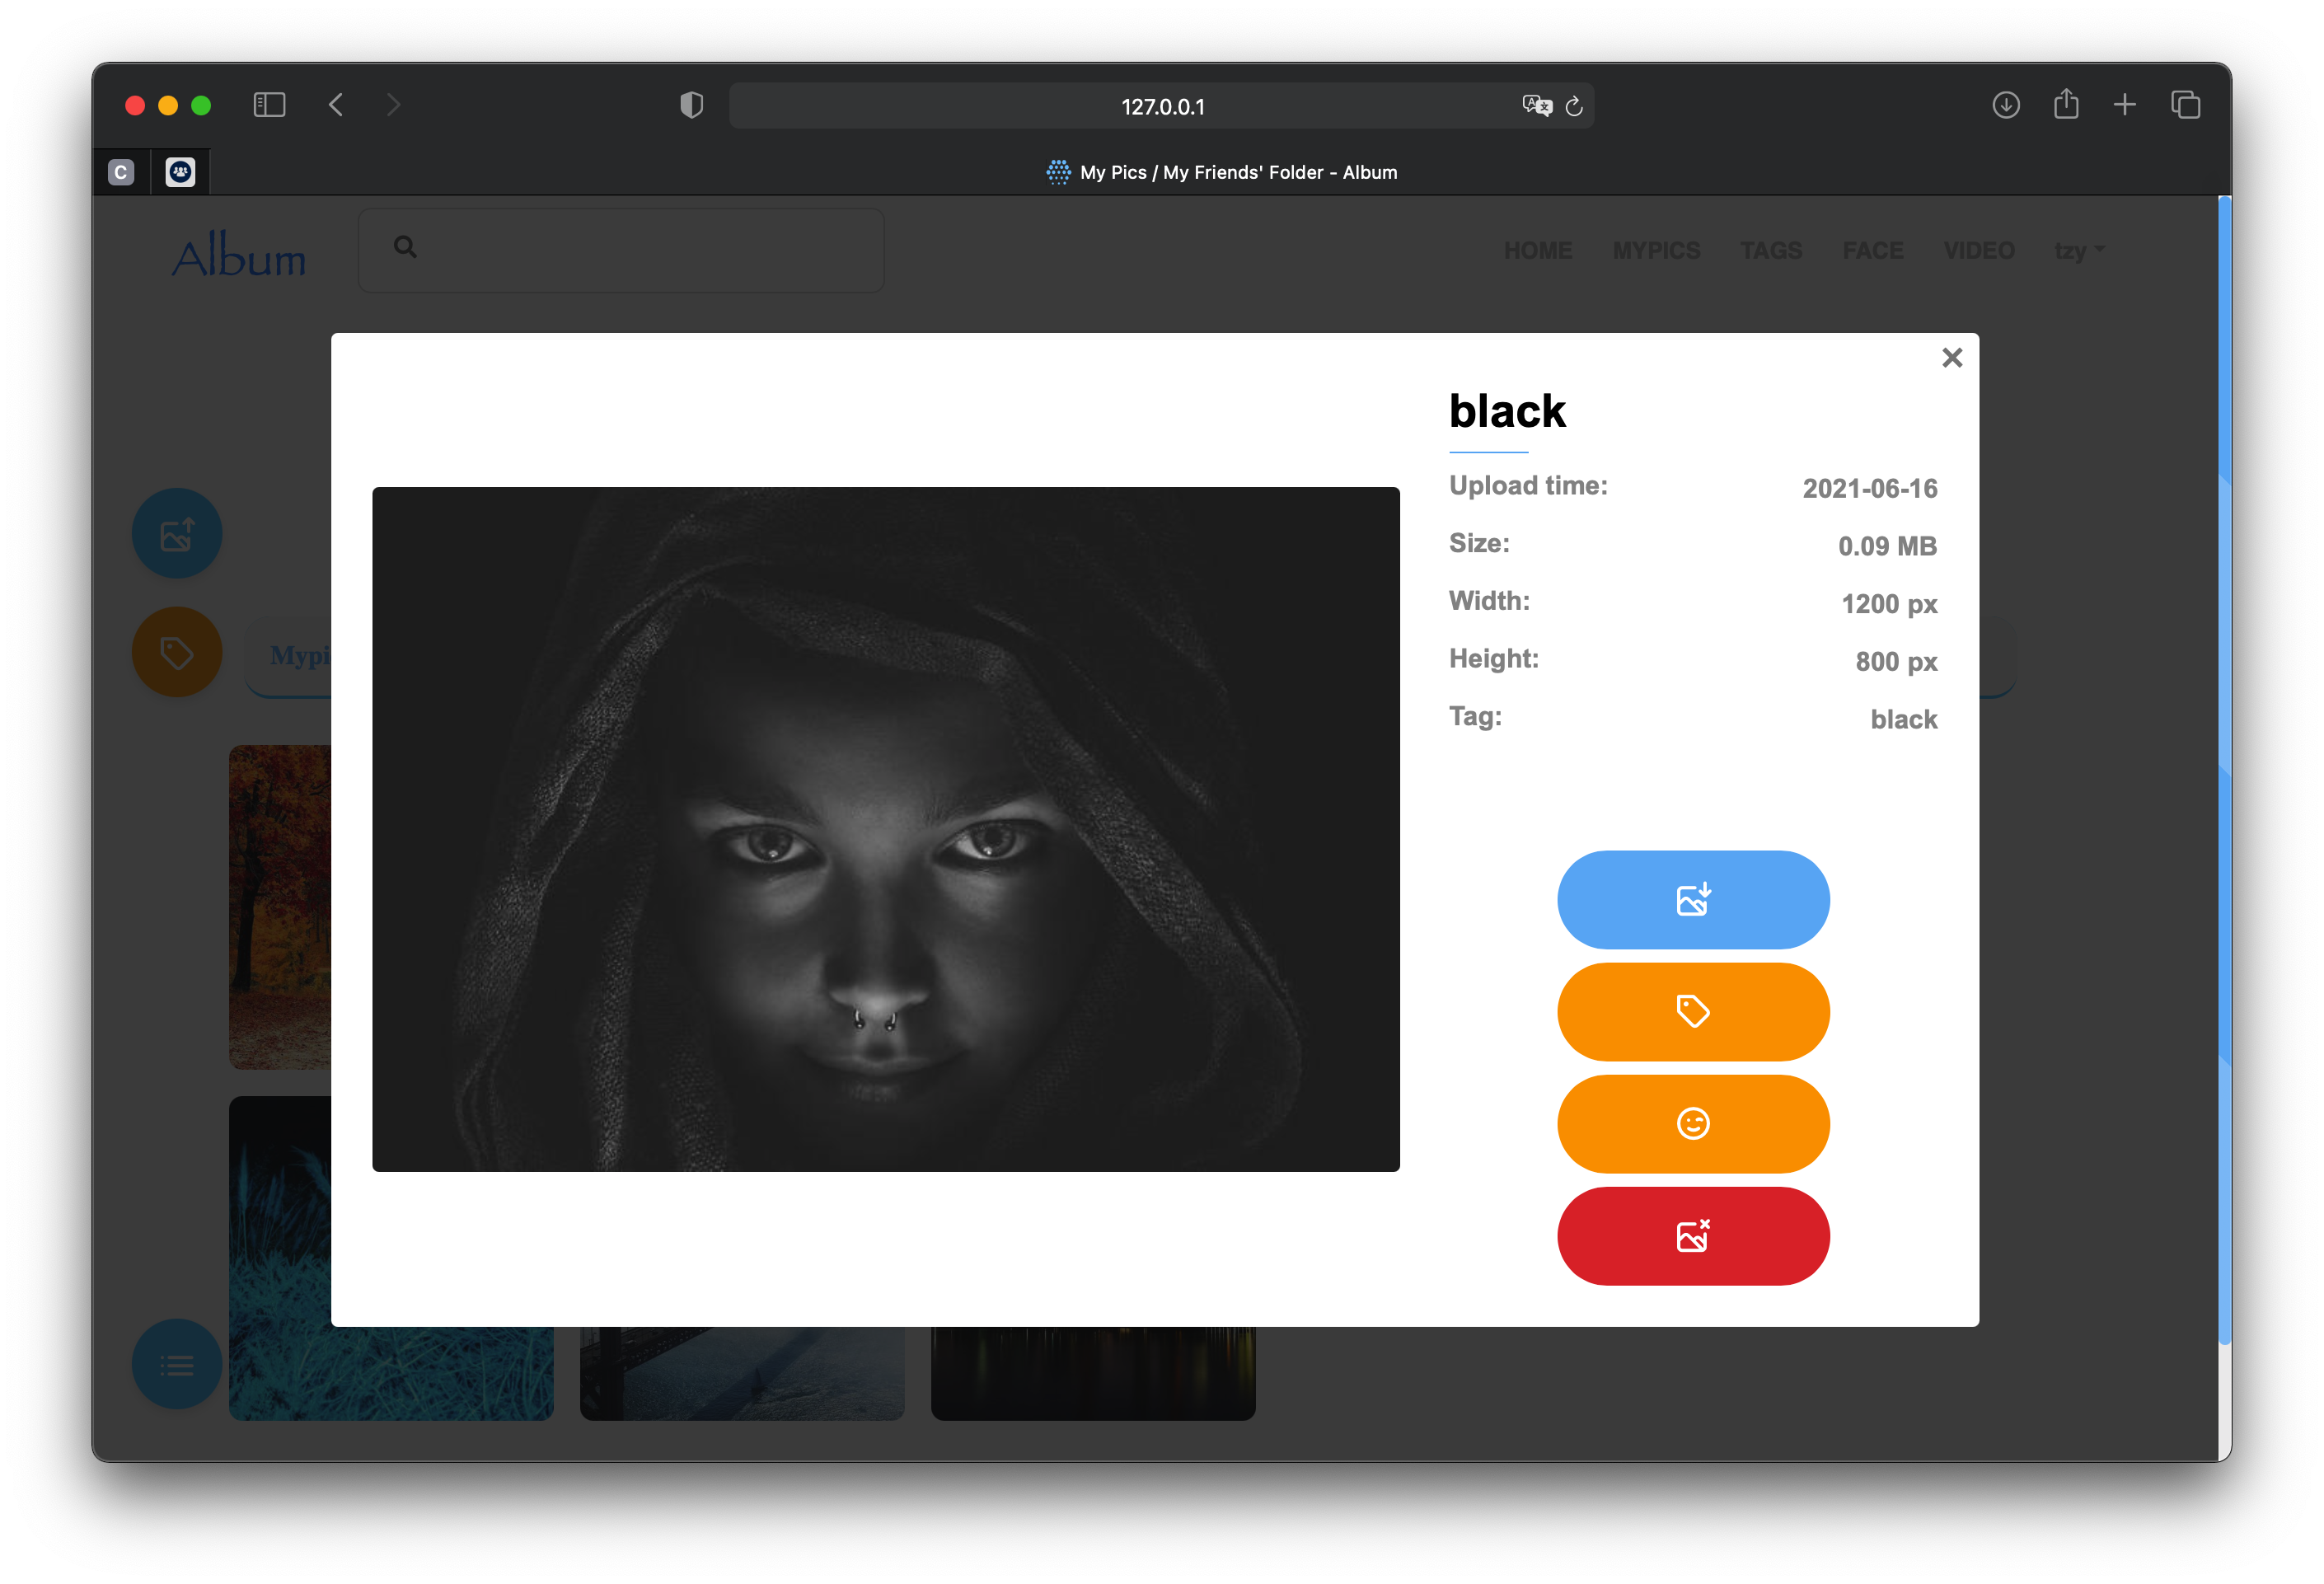 127.0.0.1
C
My Pics / My Friends' Folder - Album
Album
HOME MYPICS TAGS FACE VIDEO tzy
black
Upload time: 2021-06-16
Size: 0.09 MB
Width: 1200 px
Height: 800 px
Tag: black